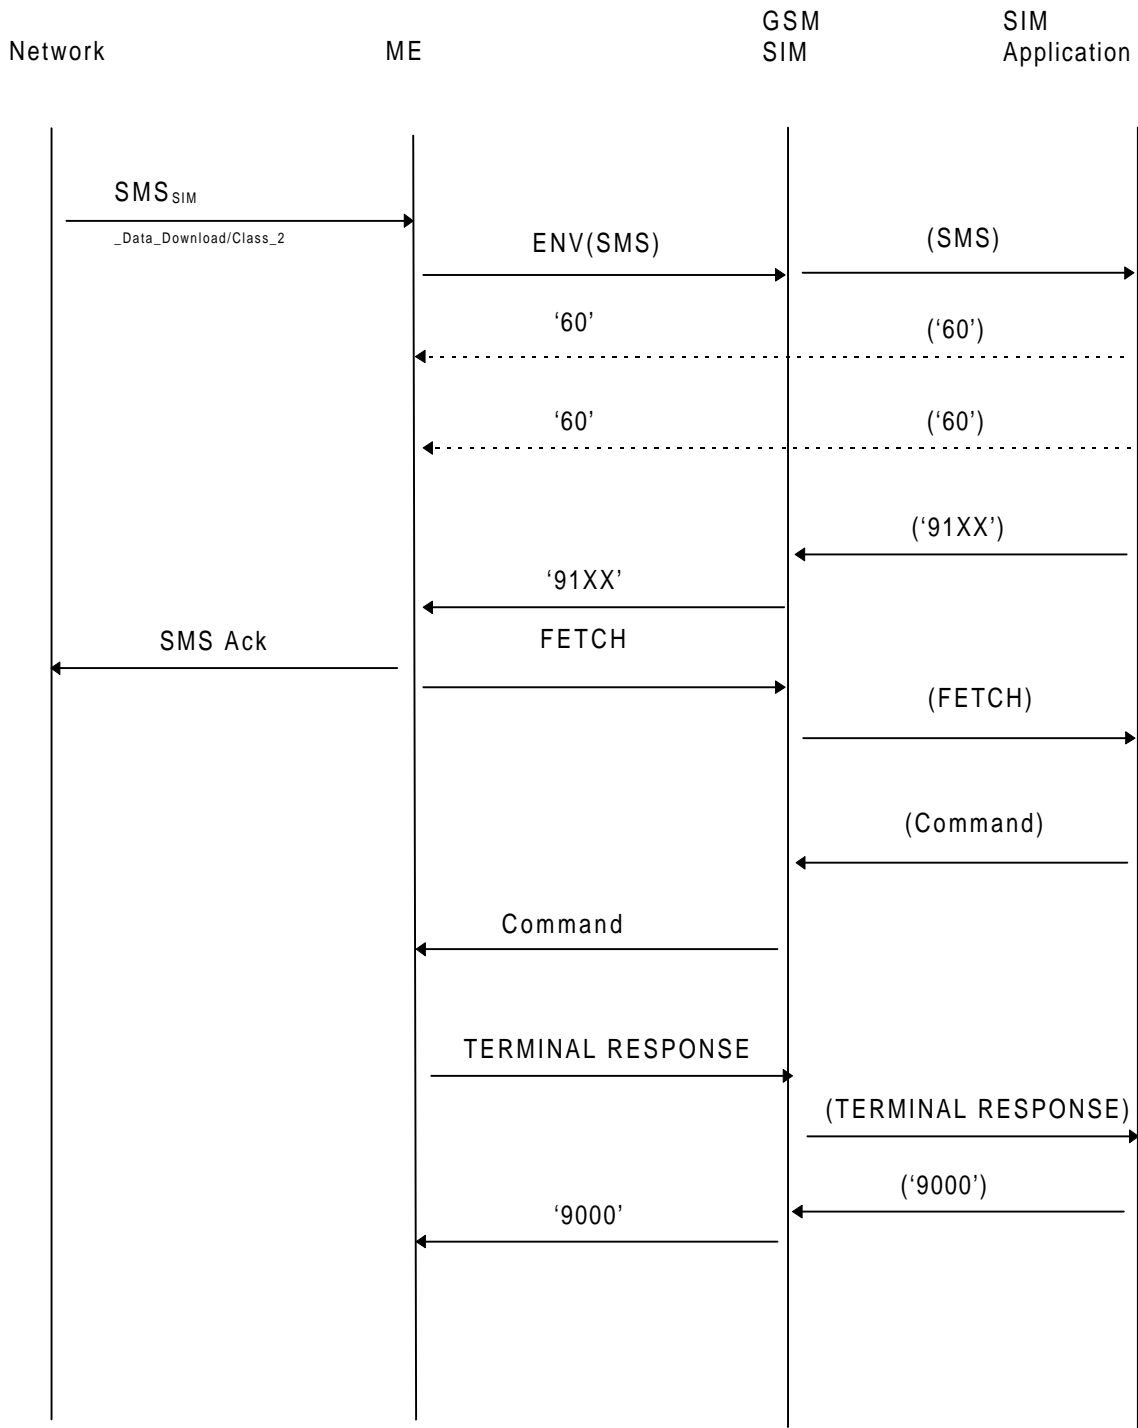 Network
ME
GSM
SIM
SIM
Application
SMSSIM
_Data_Download/Class_2
ENV(SMS)
(SMS)
‘60’
(‘60’)
‘60’
(‘60’)
(‘91XX’)
‘91XX’
SMS Ack
FETCH
(FETCH)
(Command)
Command
TERMINAL RESPONSE
(TERMINAL RESPONSE)
(‘9000’)
‘9000’